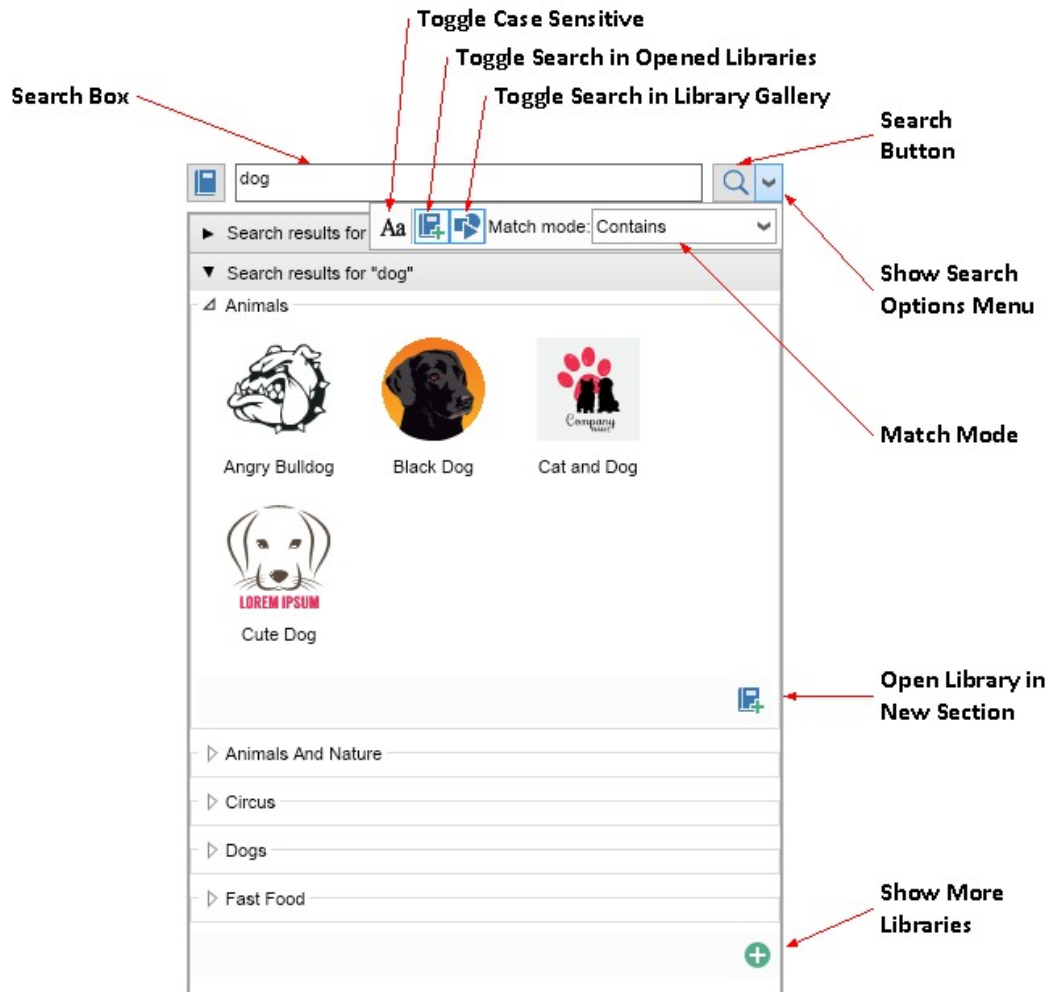 Toggle Case Sensitive
Toggle Search in Opened Libraries
Search Box
Toggle Search in Library Gallery
Search
Button
dog
Search results for
Aa
Match mode: Contains
Search results for "dog"
Show Search
Options Menu
Animals
Company
Match Mode
Angry Bulldog
Black Dog
Cat and Dog
LOREM IPSUM
Cute Dog
Open Library in
New Section
Animals And Nature
Circus
Dogs
Fast Food
Show More
Libraries